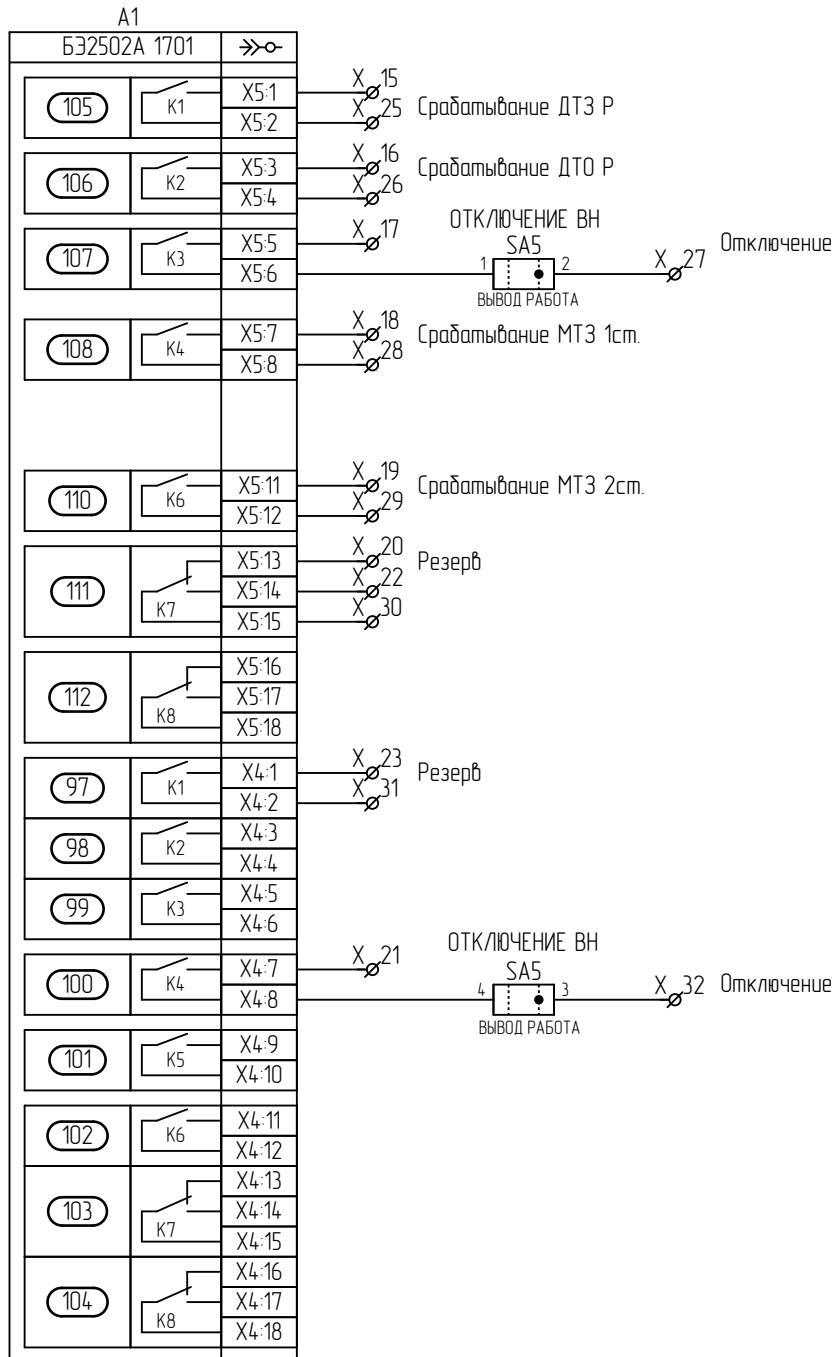 A1
БЭ2502А 1701
105 K1 X5:1 X 15
X5:2 X 25 Срабатывание ДТЗ Р
106 K2 X5:3 X 16 Срабатывание ДТО Р
X5:4 X 26
107 K3 X5:5 X 17
X5:6
ОТКЛЮЧЕНИЕ ВН
SA5
1 2
ВЫВОД РАБОТА
X 27 Отключение
108 K4 X5:7 X 18 Срабатывание МТЗ 1ст.
X5:8 X 28
110 K6 X5:11 X 19 Срабатывание МТЗ 2ст.
X5:12 X 29
111 K7 X5:13 X 20 Резерв
X5:14 X 22
X5:15 X 30
112 K8 X5:16
X5:17
X5:18
97 K1 X4:1 X 23 Резерв
X4:2 X 31
98 K2 X4:3
X4:4
99 K3 X4:5
X4:6
100 K4 X4:7 X 21
X4:8
ОТКЛЮЧЕНИЕ ВН
SA5
4 3
ВЫВОД РАБОТА
X 32 Отключение
101 K5 X4:9
X4:10
102 K6 X4:11
X4:12
103 K7 X4:13
X4:14
X4:15
104 K8 X4:16
X4:17
X4:18